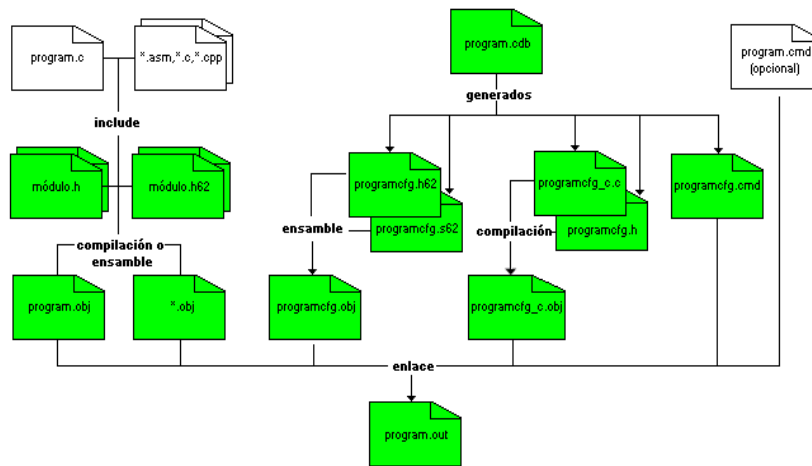 program.c
*.asm,*.c,*.cpp
program.cdb
program.cmd
(opcional)
generados
include
módulo.h
módulo.h62
programcfg.h62
programcfg.s62
programcfg_c.c
programcfg.h
programcfg.cmd
ensamble
compilación
compilación o
ensamble
program.obj
*.obj
programcfg.obj
programcfg_c.obj
enlace
program.out